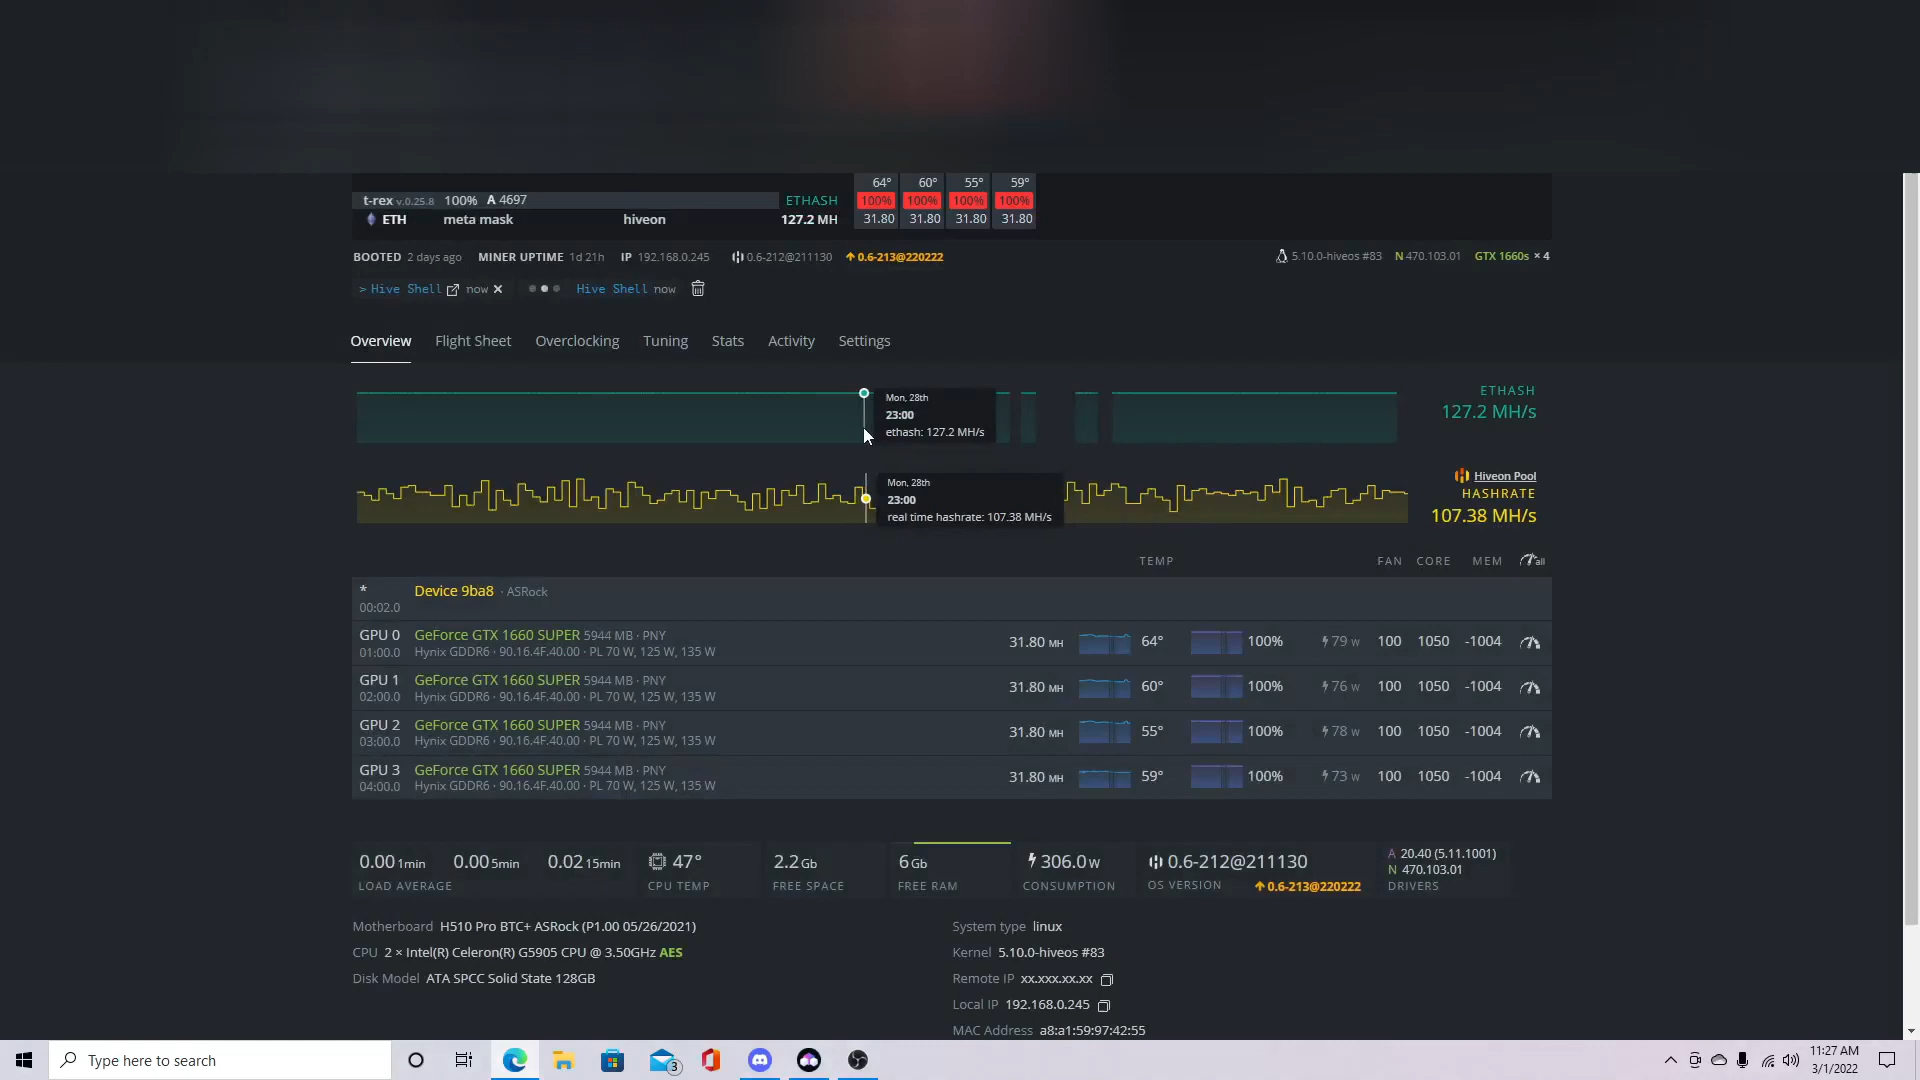 64° 60° 55° 59°
t-rex v.0.25.8 100% A 4697 ETHASH 100% 100% 100% 100%
ETH meta mask hiveon 127.2 MH 31.80 31.80 31.80 31.80
BOOTED 2 days ago MINER UPTIME 1d 21h IP 192.168.0.245 0.6-212@211130 0.6-213@220222 5.10.0-hiveos #83 N 470.103.01 GTX 1660s × 4
> Hive Shell now Hive Shell now
Overview Flight Sheet Overclocking Tuning Stats Activity Settings
Mon, 28th
23:00
ethash: 127.2 MH/s
ETHASH
127.2 MH/s
Mon, 28th
23:00
real time hashrate: 107.38 MH/s
Hiveon Pool
HASHRATE
107.38 MH/s
TEMP FAN CORE MEM all
* Device 9ba8 · ASRock
00:02.0
GPU 0 GeForce GTX 1660 SUPER 5944 MB · PNY 31.80 MH 64° 100% 79 W 100 1050 -1004
01:00.0 Hynix GDDR6 · 90.16.4F.40.00 · PL 70 W, 125 W, 135 W
GPU 1 GeForce GTX 1660 SUPER 5944 MB · PNY 31.80 MH 60° 100% 76 W 100 1050 -1004
02:00.0 Hynix GDDR6 · 90.16.4F.40.00 · PL 70 W, 125 W, 135 W
GPU 2 GeForce GTX 1660 SUPER 5944 MB · PNY 31.80 MH 55° 100% 78 W 100 1050 -1004
03:00.0 Hynix GDDR6 · 90.16.4F.40.00 · PL 70 W, 125 W, 135 W
GPU 3 GeForce GTX 1660 SUPER 5944 MB · PNY 31.80 MH 59° 100% 73 W 100 1050 -1004
04:00.0 Hynix GDDR6 · 90.16.4F.40.00 · PL 70 W, 125 W, 135 W
0.00 1min 0.00 5min 0.02 15min 47° 2.2 Gb 6 Gb 306.0 W 0.6-212@211130 A 20.40 (5.11.1001)
N 470.103.01
LOAD AVERAGE CPU TEMP FREE SPACE FREE RAM CONSUMPTION OS VERSION 0.6-213@220222 DRIVERS
Motherboard H510 Pro BTC+ ASRock (P1.00 05/26/2021)
CPU 2 × Intel(R) Celeron(R) G5905 CPU @ 3.50GHz AES
Disk Model ATA SPCC Solid State 128GB
System type linux
Kernel 5.10.0-hiveos #83
Remote IP xx.xxx.xx.xx
Local IP 192.168.0.245
MAC Address a8:a1:59:97:42:55
Type here to search 3 11:27 AM
3/1/2022